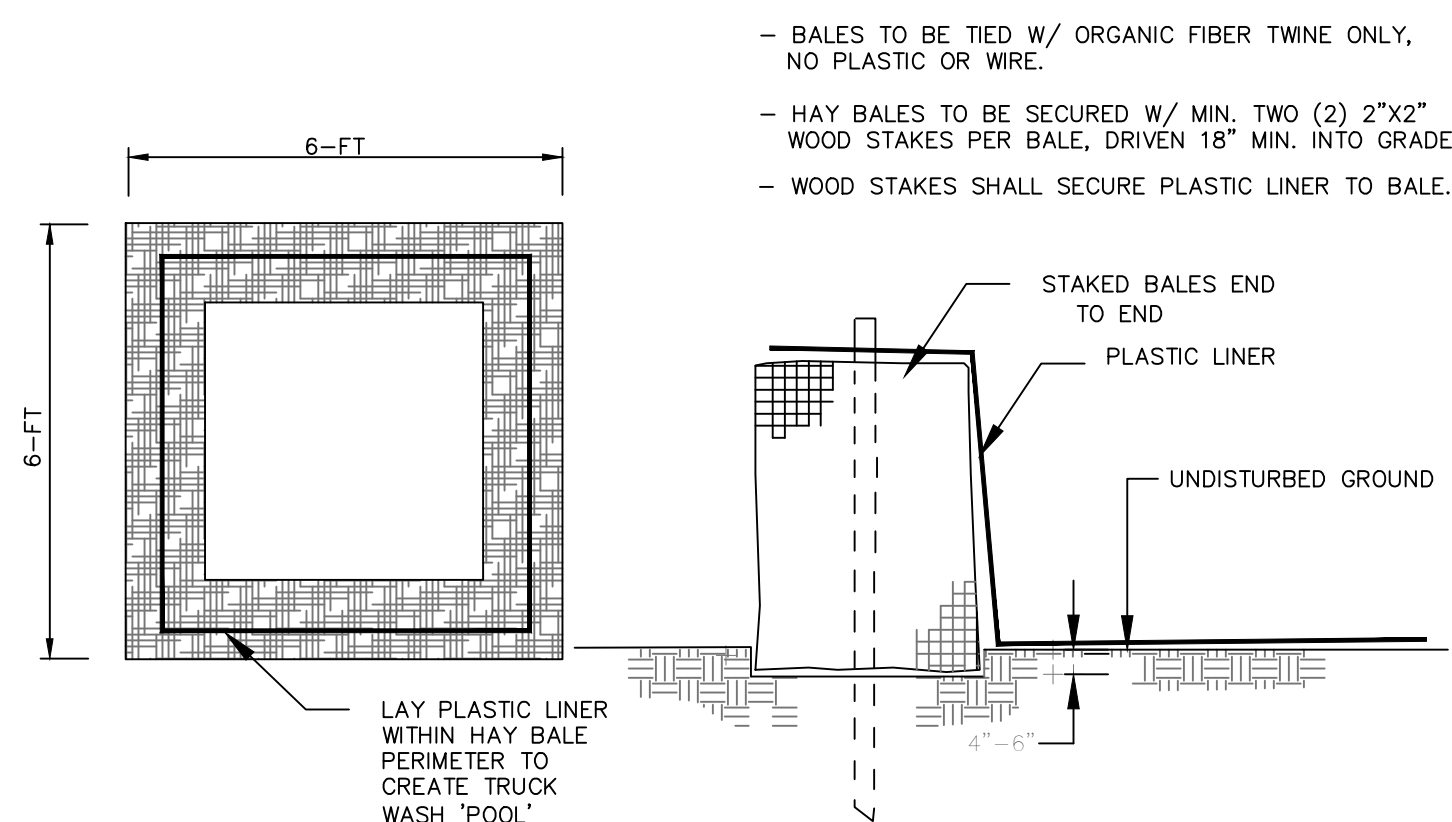 – BALES TO BE TIED W/ ORGANIC FIBER TWINE ONLY,
NO PLASTIC OR WIRE.
– HAY BALES TO BE SECURED W/ MIN. TWO (2) 2"X2"
WOOD STAKES PER BALE, DRIVEN 18" MIN. INTO GRADE
– WOOD STAKES SHALL SECURE PLASTIC LINER TO BALE.
6–FT
6–FT
STAKED BALES END
TO END
PLASTIC LINER
UNDISTURBED GROUND
4"–6"
LAY PLASTIC LINER
WITHIN HAY BALE
PERIMETER TO
CREATE TRUCK
WASH 'POOL'